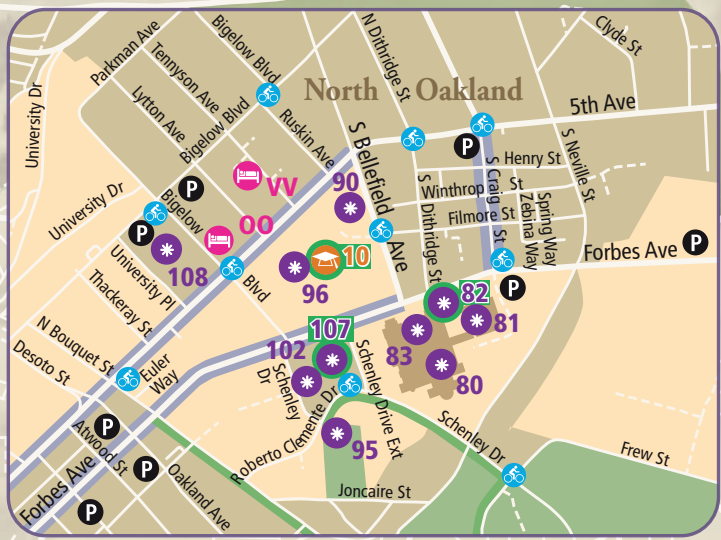 Parkman Ave
Tennyson Ave
Lytton Ave
Bigelow Blvd
Bigelow Blvd
Ruskin Ave
N Dithridge St
Clyde St
North Oakland
5th Ave
University Dr
S Bellefield Ave
S Henry St
Winthrop St
Filmore St
S Craig St
S Neville St
S Dithridge St
Zabina Way
Spring Way
Forbes Ave
P
P
P
P
P
P
P
P
VV
OO
90
10
96
108
University Dr
Bigelow Blvd
University Pl
Thackeray St
N Bouquet St
Desoto St
Euler Way
82
81
83
80
107
102
95
Schenley Dr
Schenley Drive Ext
Roberto Clemente Dr
Schenley Dr
Frew St
Joncaire St
Atwood St
Oakland Ave
Forbes Ave